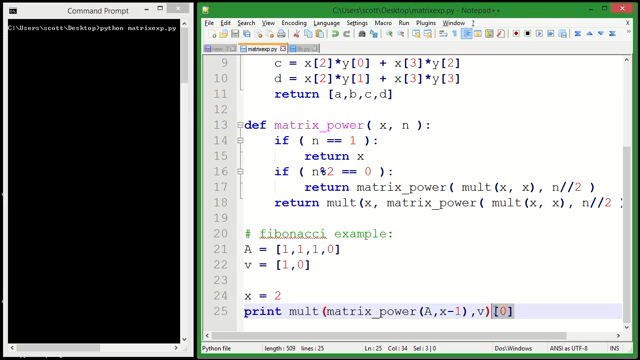 Command Prompt
C:\Users\scott\Desktop>python matrixexp.py
C:\Users\scott\Desktop\matrixexp.py - Notepad++
File Edit Search View Encoding Language Settings Macro Run Plugins Window ?
matrixexp.py
9 c = x[2]*y[0] + x[3]*y[2]
10 d = x[2]*y[1] + x[3]*y[3]
11 return [a,b,c,d]
12
13 def matrix_power( x, n ):
14 if ( n == 1 ):
15 return x
16 if ( n%2 == 0 ):
17 return matrix_power( mult(x, x), n//2 )
18 return mult(x, matrix_power( mult(x, x), n//2 )
19
20 # fibonacci example:
21 A = [1,1,1,0]
22 v = [1,0]
23
24 x = 2
25 print mult(matrix_power(A,x-1),v)[0]
Python file length : 509 lines : 25 Ln : 25 Col : 34 Sel : 3 | 0 Dos\Windows ANSI as UTF-8 INS